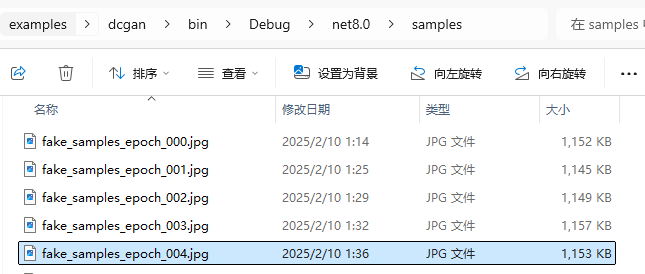 examples > dcgan > bin > Debug > net8.0 > samples 在 samples
排序 查看 设置为背景 向左旋转 向右旋转 ...
名称 修改日期 类型 大小
fake_samples_epoch_000.jpg 2025/2/10 1:14 JPG 文件 1,152 KB
fake_samples_epoch_001.jpg 2025/2/10 1:25 JPG 文件 1,145 KB
fake_samples_epoch_002.jpg 2025/2/10 1:29 JPG 文件 1,149 KB
fake_samples_epoch_003.jpg 2025/2/10 1:32 JPG 文件 1,157 KB
fake_samples_epoch_004.jpg 2025/2/10 1:36 JPG 文件 1,153 KB